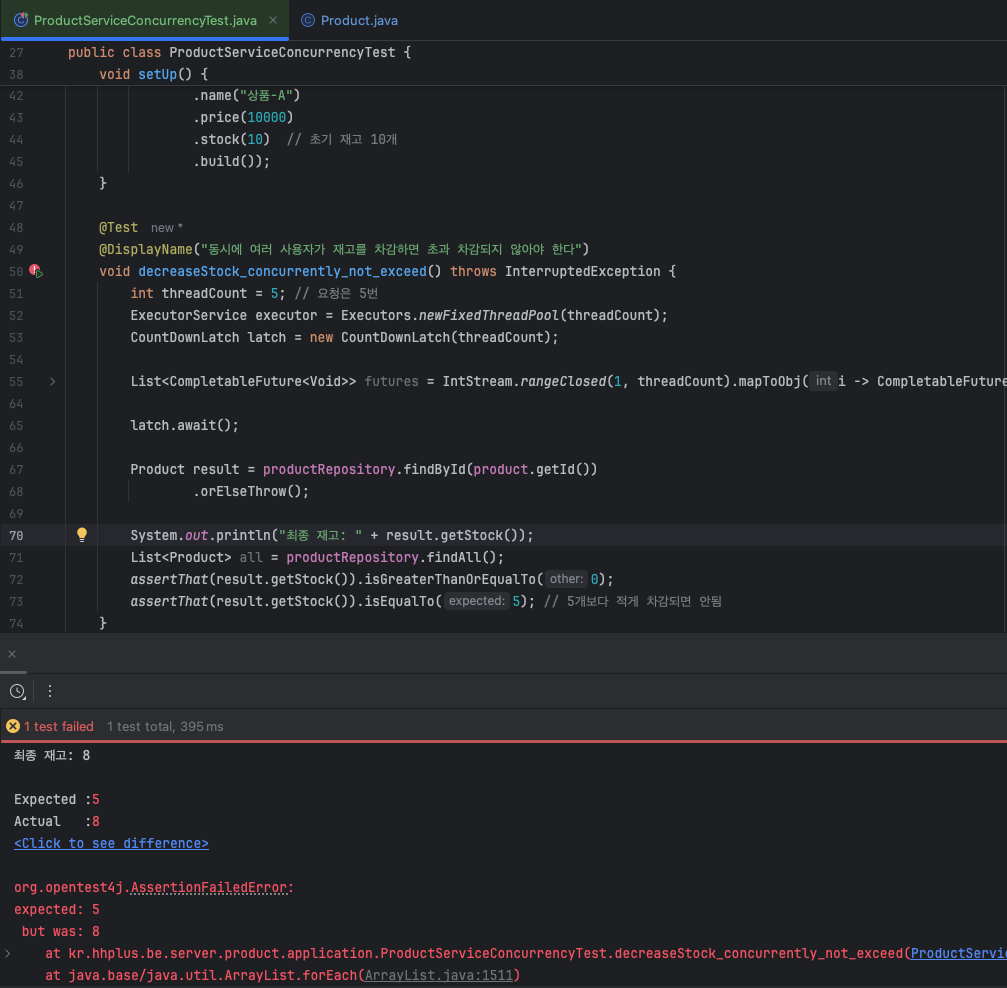 ProductServiceConcurrencyTest.java × Product.java
27 public class ProductServiceConcurrencyTest {
38 void setUp() {
42 .name("상품-A")
43 .price(10000)
44 .stock(10) // 초기 재고 10개
45 .build());
46 }
47
48 @Test new *
49 @DisplayName("동시에 여러 사용자가 재고를 차감하면 초과 차감되지 않아야 한다")
50 void decreaseStock_concurrently_not_exceed() throws InterruptedException {
51 int threadCount = 5; // 요청은 5번
52 ExecutorService executor = Executors.newFixedThreadPool(threadCount);
53 CountDownLatch latch = new CountDownLatch(threadCount);
54
55 List<CompletableFuture<Void>> futures = IntStream.rangeClosed(1, threadCount).mapToObj( int i -> CompletableFuture
64
65 latch.await();
66
67 Product result = productRepository.findById(product.getId())
68 .orElseThrow();
69
70 System.out.println("최종 재고: " + result.getStock());
71 List<Product> all = productRepository.findAll();
72 assertThat(result.getStock()).isGreaterThanOrEqualTo( other: 0);
73 assertThat(result.getStock()).isEqualTo( expected: 5); // 5개보다 적게 차감되면 안됨
74 }
1 test failed 1 test total, 395 ms
최종 재고: 8
Expected :5
Actual :8
<Click to see difference>
org.opentest4j.AssertionFailedError:
expected: 5
but was: 8
at kr.hhplus.be.server.product.application.ProductServiceConcurrencyTest.decreaseStock_concurrently_not_exceed(ProductServic
at java.base/java.util.ArrayList.forEach(ArrayList.java:1511)